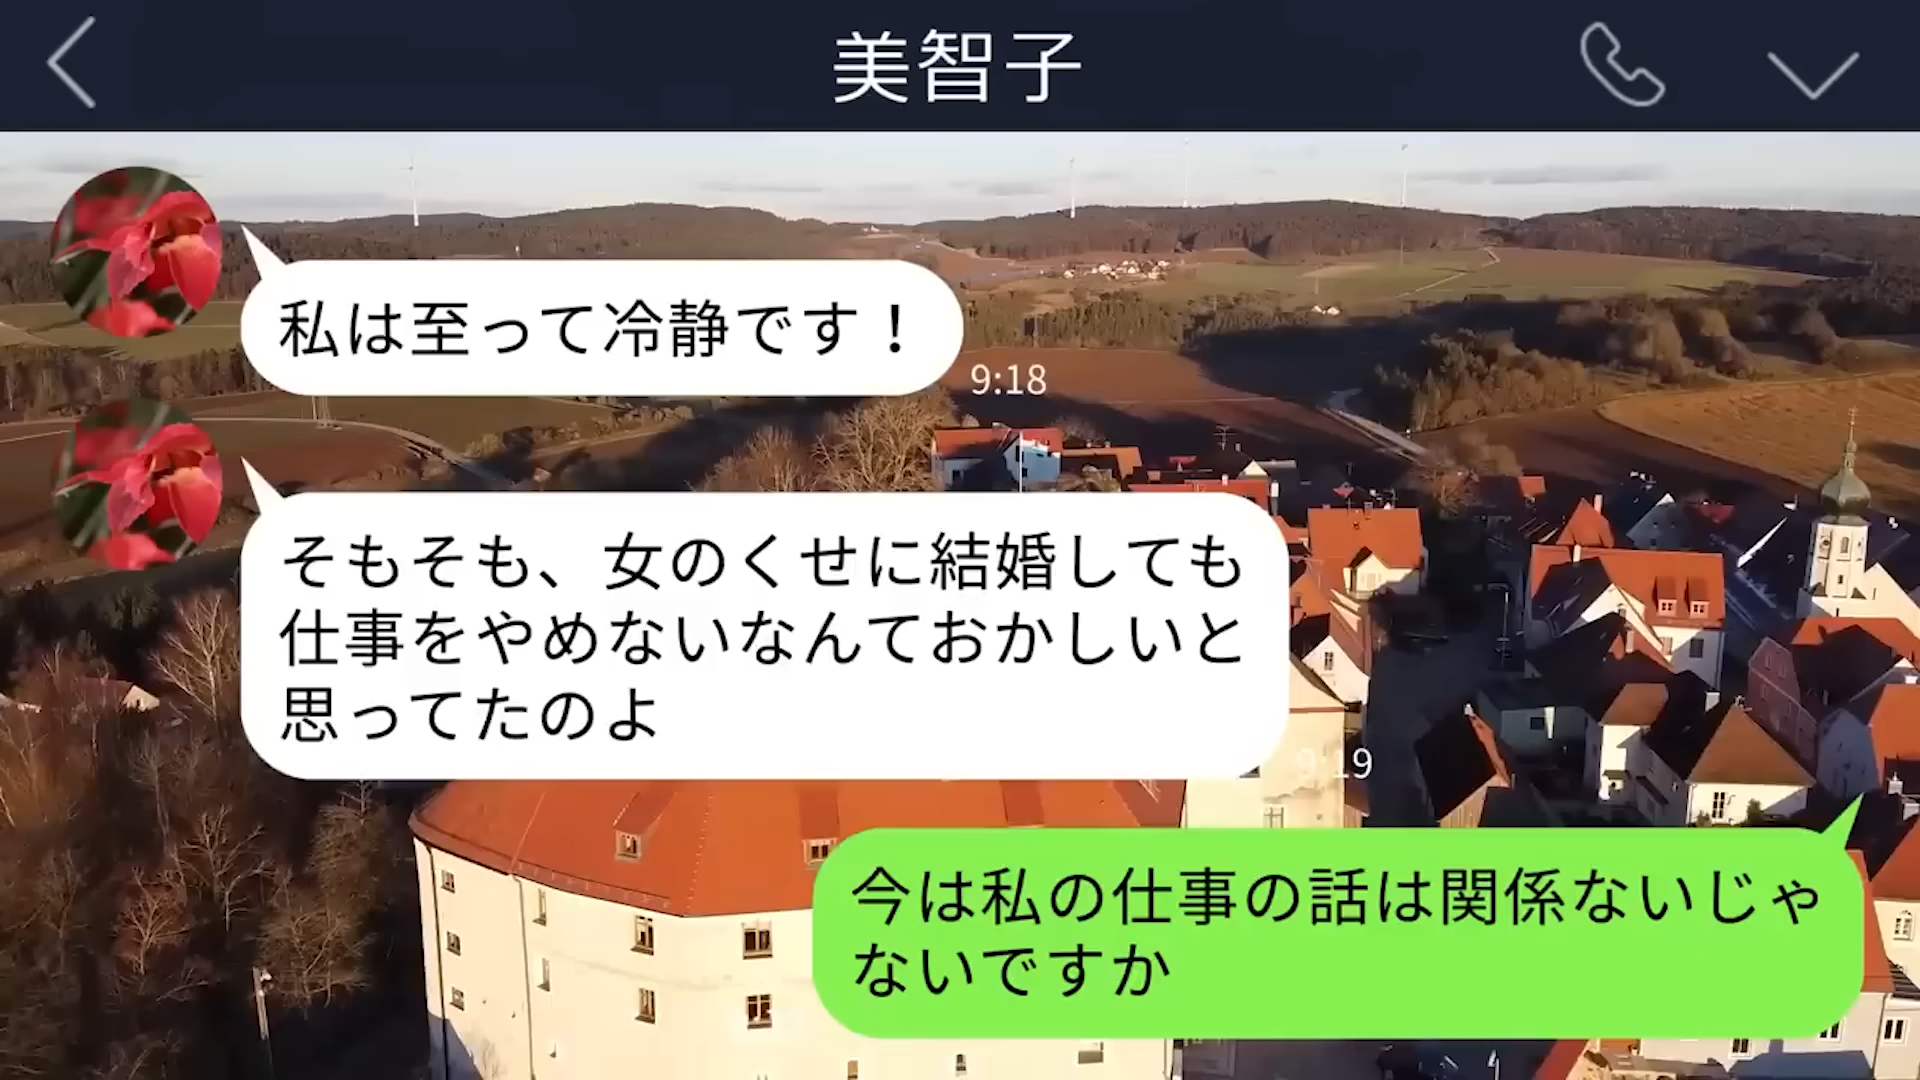 美智子
私は至って冷静です！
9:18
そもそも、女のくせに結婚しても
仕事をやめないなんておかしいと
思ってたのよ
9:19
今は私の仕事の話は関係ないじゃ
ないですか